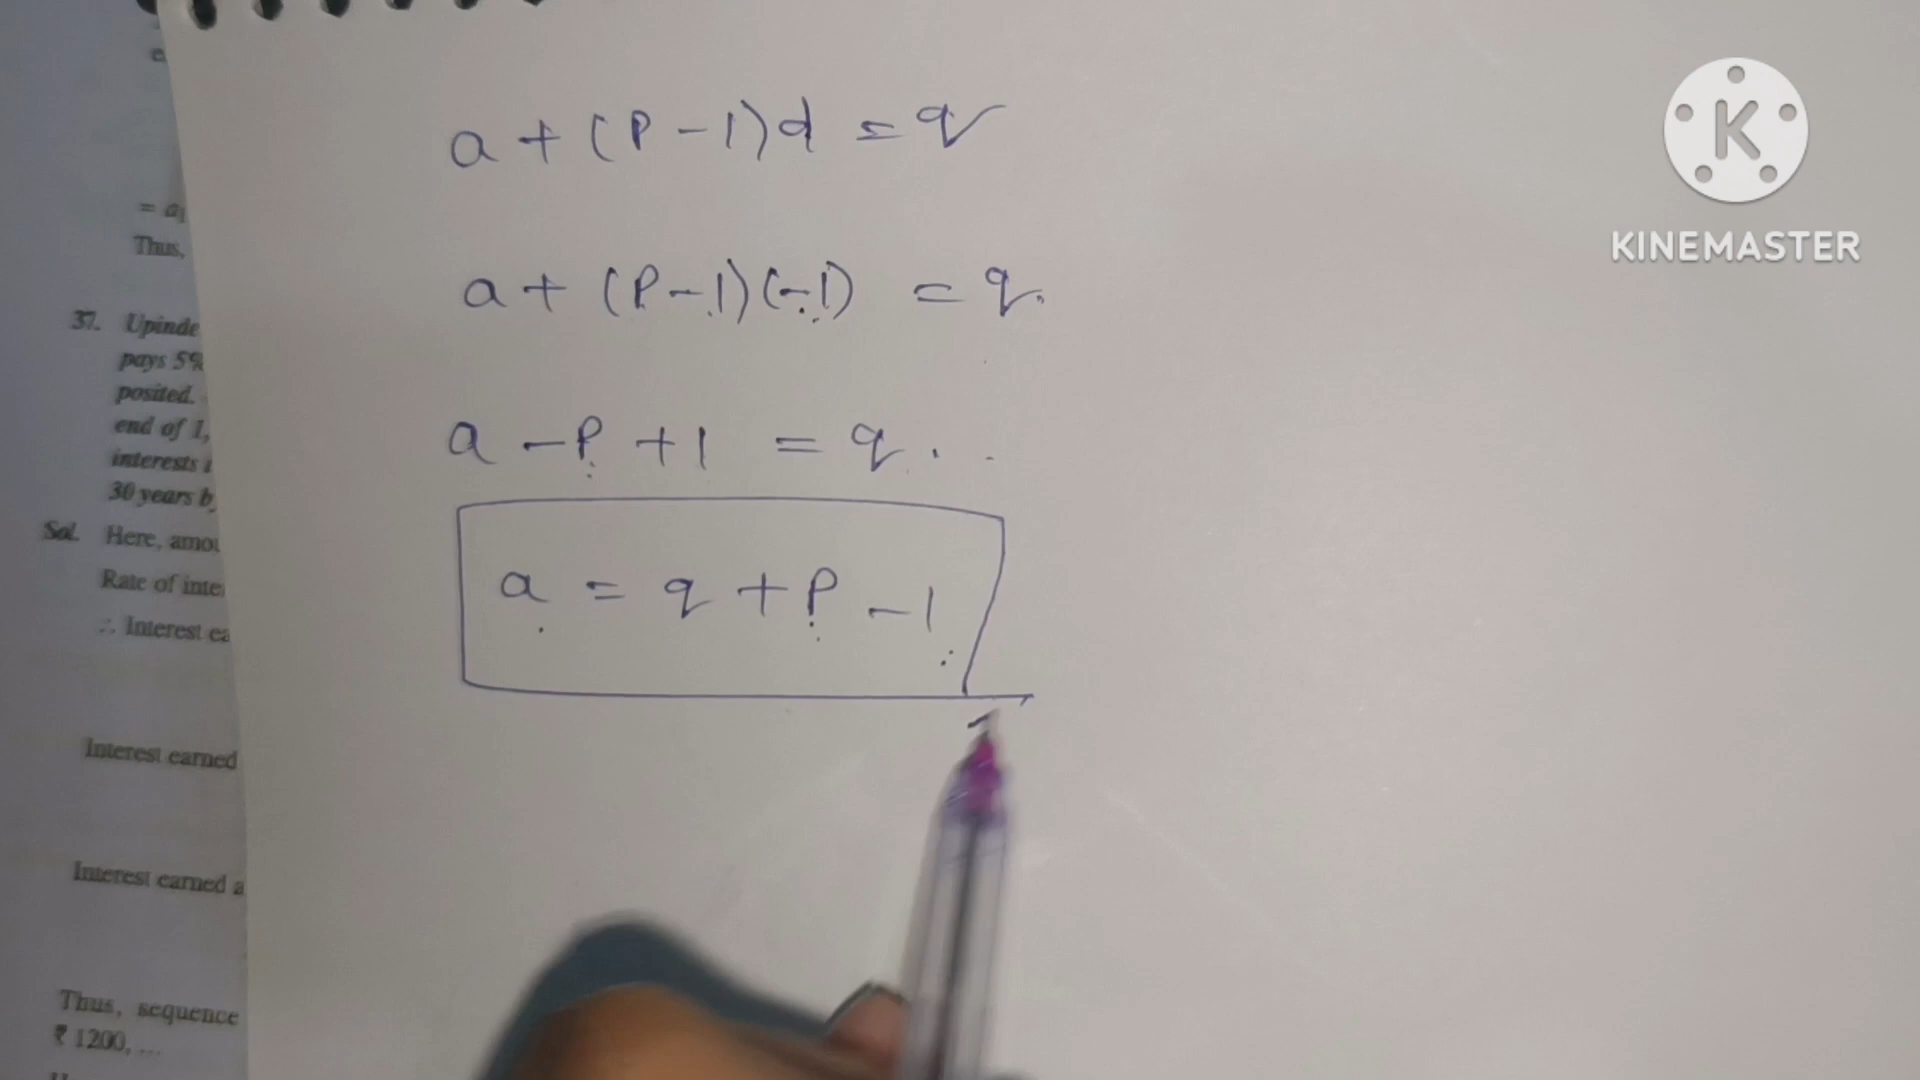 a + (P - 1)d = q
a + (P - 1)(-1) = q.
a - P + 1 = q
a = q + P - 1
KINEMASTER
Thus,
37. Upinde
pays 5%
posited.
end of 1,
interests i
30 years b
Sol. Here, amou
Rate of inte
∴ Interest ea
Interest earned
Interest earned a
Thus, sequence
₹ 1200, ...